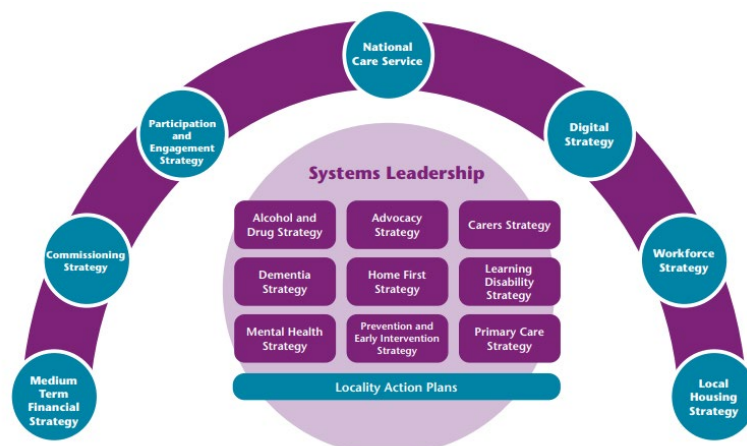 National
Care Service
Participation
and
Engagement
Strategy
Digital
Strategy
Commissioning
Strategy
Workforce
Strategy
Medium
Term
Financial
Strategy
Local
Housing
Strategy
Systems Leadership
Alcohol and
Drug Strategy
Advocacy
Strategy
Carers Strategy
Dementia
Strategy
Home First
Strategy
Learning
Disability
Strategy
Mental Health
Strategy
Prevention and
Early Intervention
Strategy
Primary Care
Strategy
Locality Action Plans